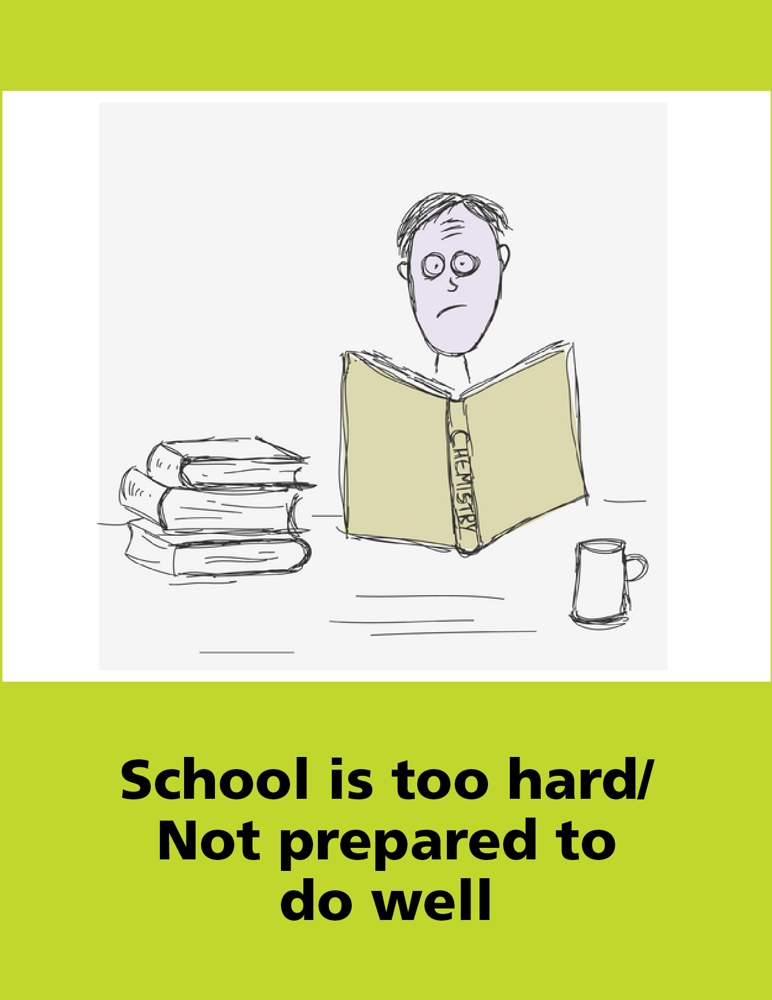 CHEMISTRY
School is too hard/
Not prepared to
do well